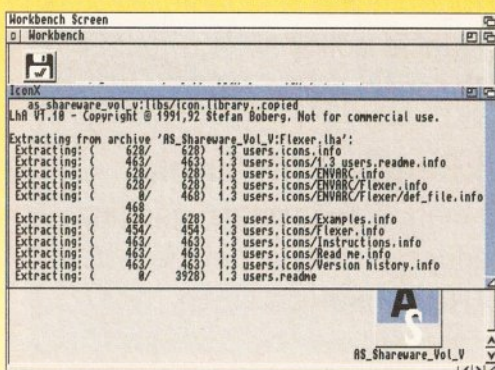 Workbench Screen
Workbench
IconX
as_shareware_vol_v:libs/icon.library..copied
LhA V1.10 - Copyright © 1991,92 Stefan Boberg. Not for commercial use.
Extracting from archive 'AS_Shareware_Vol_V:Flexer.lha':
Extracting: ( 628/ 628) 1.3 users.icons.info
Extracting: ( 463/ 463) 1.3 users.icons/1.3 users.readme.info
Extracting: ( 628/ 628) 1.3 users.icons/ENVARC.info
Extracting: ( 628/ 628) 1.3 users.icons/ENVARC/Flexer.info
Extracting: ( 0/ 468) 1.3 users.icons/ENVARC/Flexer/def_file.info
468
Extracting: ( 628/ 628) 1.3 users.icons/Examples.info
Extracting: ( 454/ 454) 1.3 users.icons/Flexer.info
Extracting: ( 463/ 463) 1.3 users.icons/Instructions.info
Extracting: ( 463/ 463) 1.3 users.icons/Read me.info
Extracting: ( 463/ 463) 1.3 users.icons/Version history.info
Extracting: ( 0/ 3928) 1.3 users.readme
AS
AS_Shareware_Vol_V